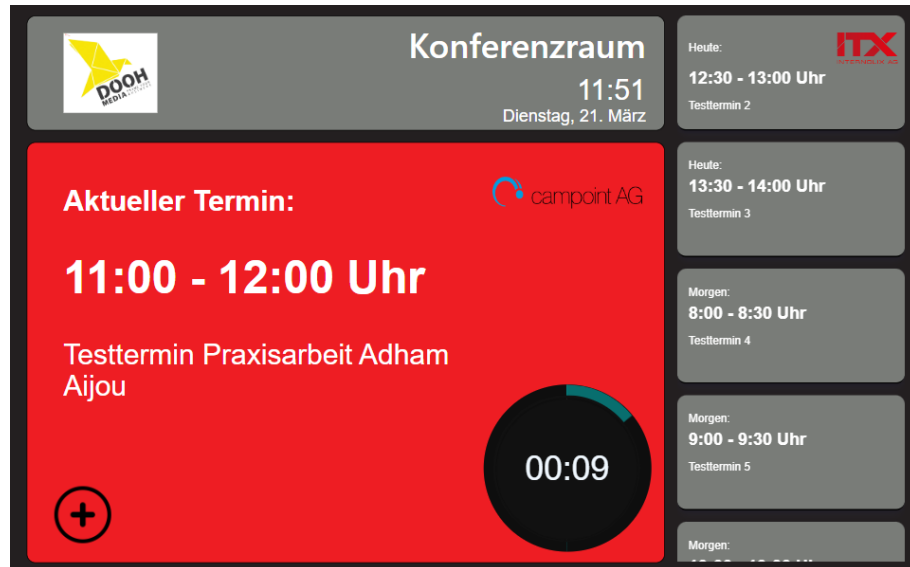 DOOH
MEDIA
Konferenzraum
11:51
Dienstag, 21. März
Aktueller Termin:
campoint AG
11:00 - 12:00 Uhr
Testtermin Praxisarbeit Adham
Aijou
00:09
Heute:
ITX
INTERNOLIX AG
12:30 - 13:00 Uhr
Testtermin 2
Heute:
13:30 - 14:00 Uhr
Testtermin 3
Morgen:
8:00 - 8:30 Uhr
Testtermin 4
Morgen:
9:00 - 9:30 Uhr
Testtermin 5
Morgen: